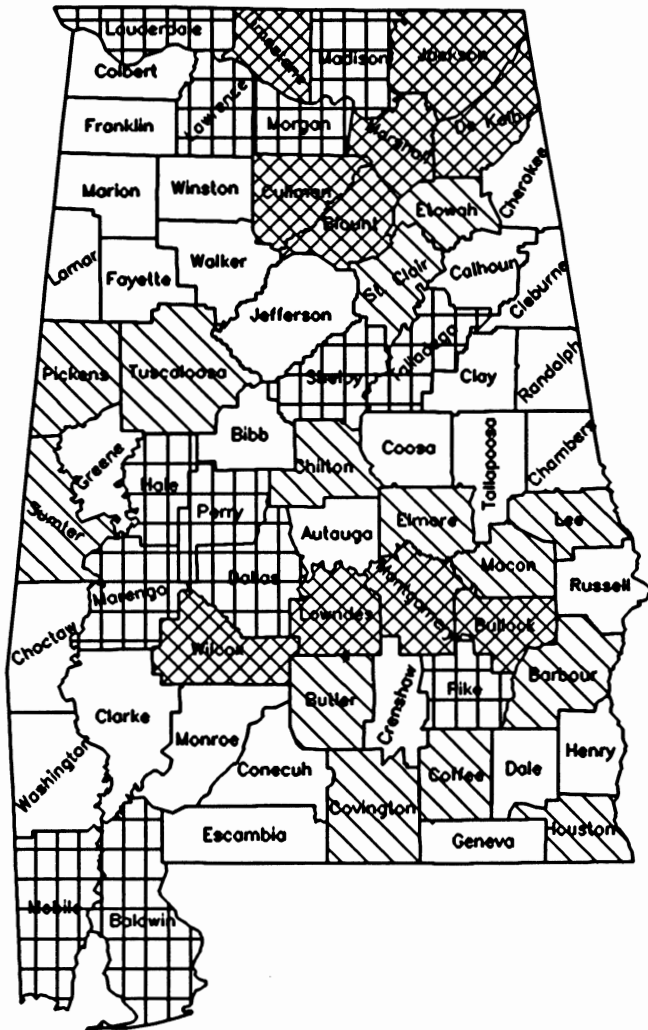 Lauderdale
Limestone
Madison
Jackson
Colbert
Lawrence
Franklin
Morgan
Marshall
De Kalb
Cherokee
Marion
Winston
Cullman
Blount
Etowah
Lamar
Fayette
Walker
St. Clair
Calhoun
Cleburne
Jefferson
Pickens
Tuscaloosa
Shelby
Talladega
Clay
Randolph
Greene
Bibb
Chilton
Coosa
Tallapoosa
Chambers
Sumter
Hale
Perry
Autauga
Elmore
Lee
Macon
Russell
Marengo
Dallas
Lowndes
Montgomery
Bullock
Choctaw
Wilcox
Butler
Crenshaw
Pike
Barbour
Clarke
Monroe
Conecuh
Covington
Coffee
Dale
Henry
Washington
Escambia
Geneva
Houston
Mobile
Baldwin